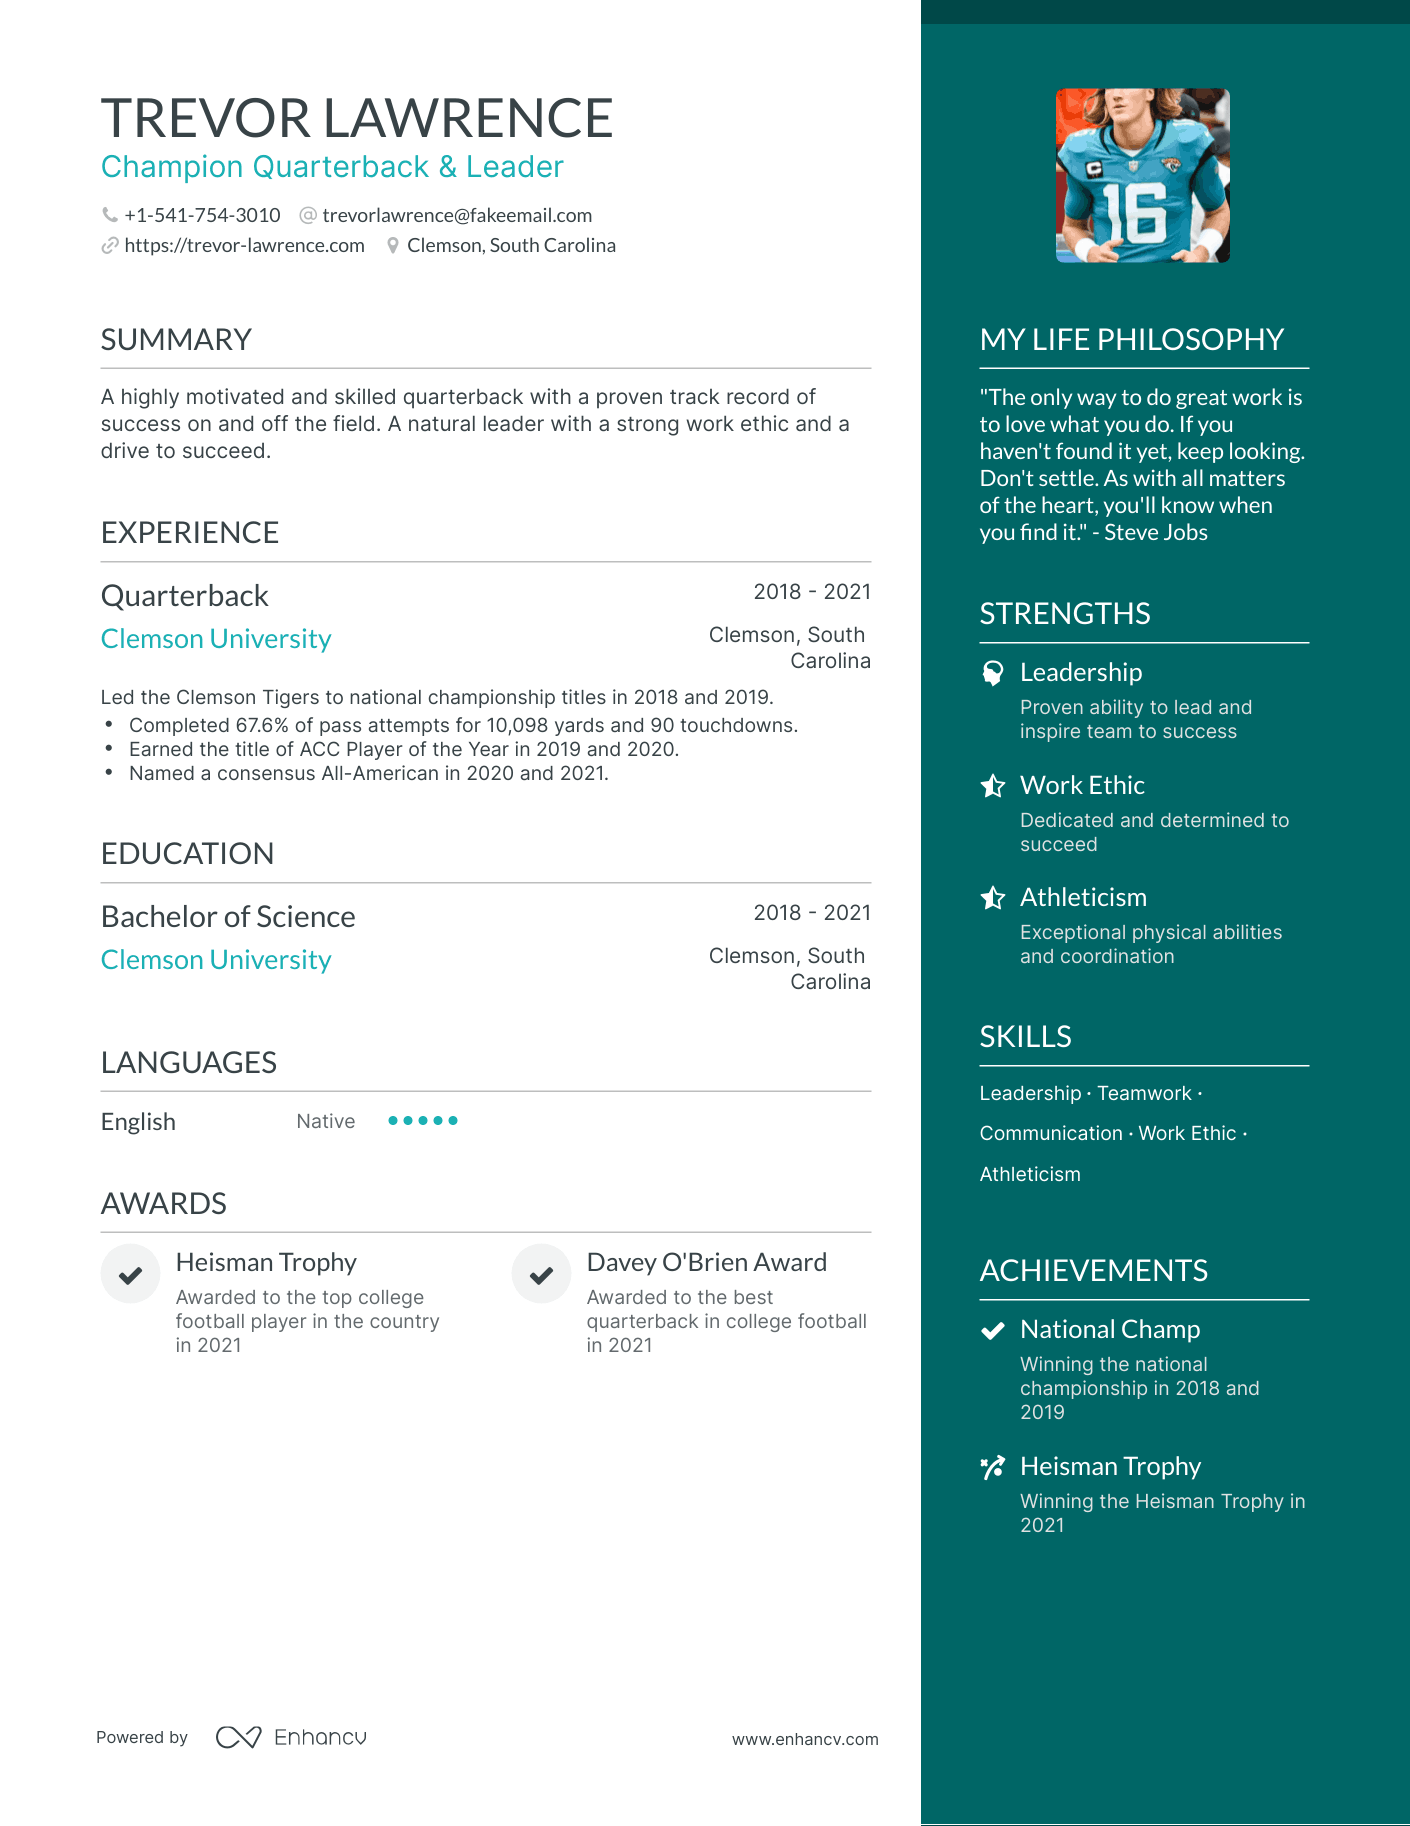 TREVOR LAWRENCE
Champion Quarterback & Leader
+1-541-754-3010 @ trevorlawrence@fakeemail.com
https://trevor-lawrence.com Clemson, South Carolina
SUMMARY
A highly motivated and skilled quarterback with a proven track record of
success on and off the field. A natural leader with a strong work ethic and a
drive to succeed.
EXPERIENCE
Quarterback
2018 - 2021
Clemson University
Clemson, South
Carolina
Led the Clemson Tigers to national championship titles in 2018 and 2019.
• Completed 67.6% of pass attempts for 10,098 yards and 90 touchdowns.
• Earned the title of ACC Player of the Year in 2019 and 2020.
• Named a consensus All-American in 2020 and 2021.
EDUCATION
Bachelor of Science
2018 - 2021
Clemson University
Clemson, South
Carolina
LANGUAGES
English Native
AWARDS
Heisman Trophy
Awarded to the top college
football player in the country
in 2021
Davey O'Brien Award
Awarded to the best
quarterback in college football
in 2021
Powered by Enhancv
www.enhancv.com
C
16
MY LIFE PHILOSOPHY
"The only way to do great work is
to love what you do. If you
haven't found it yet, keep looking.
Don't settle. As with all matters
of the heart, you'll know when
you find it." - Steve Jobs
STRENGTHS
Leadership
Proven ability to lead and
inspire team to success
Work Ethic
Dedicated and determined to
succeed
Athleticism
Exceptional physical abilities
and coordination
SKILLS
Leadership · Teamwork ·
Communication · Work Ethic ·
Athleticism
ACHIEVEMENTS
National Champ
Winning the national
championship in 2018 and
2019
Heisman Trophy
Winning the Heisman Trophy in
2021